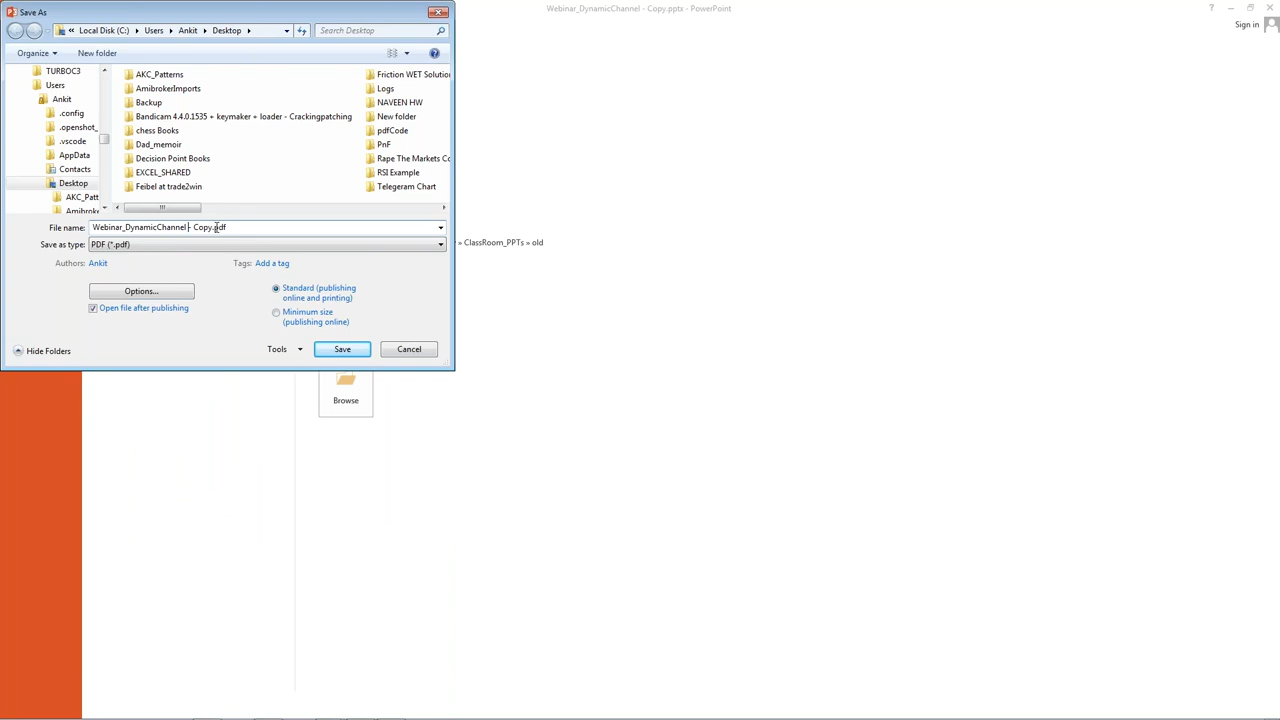 Save As
Webinar_DynamicChannel - Copy.pptx - PowerPoint
?
Sign in
« Local Disk (C:) Users Ankit Desktop
Search Desktop
Organize
New folder
TURBOC3
Users
Ankit
.config
.openshot_
.vscode
AppData
Contacts
Desktop
AKC_Patt
Amibroke
AKC_Patterns
AmibrokerImports
Backup
Bandicam 4.4.0.1535 + keymaker + loader - Crackingpatching
chess Books
Dad_memoir
Decision Point Books
EXCEL_SHARED
Feibel at trade2win
Friction WET Solutio
Logs
NAVEEN HW
New folder
pdfCode
PnF
Rape The Markets Co
RSI Example
Telegram Chart
File name: Webinar_DynamicChannel - Copy.pdf
Save as type: PDF (*.pdf)
» ClassRoom_PPTs » old
Authors: Ankit
Tags: Add a tag
Options...
Open file after publishing
Standard (publishing
online and printing)
Minimum size
(publishing online)
Hide Folders
Tools
Save
Cancel
Browse